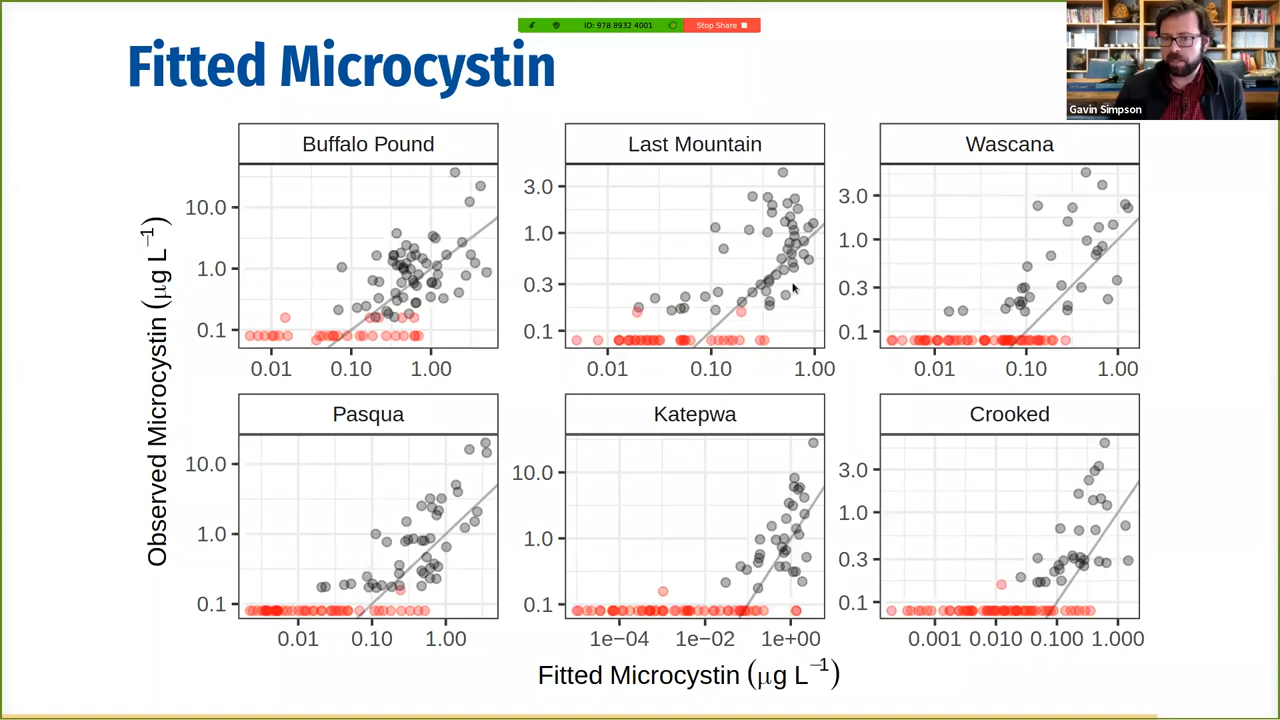 ID: 978 8932 4001
Stop Share
Fitted Microcystin
Gavin Simpson
Buffalo Pound
Last Mountain
Wascana
10.0
1.0
0.1
0.01
0.10
1.00
3.0
1.0
0.3
0.1
0.01
0.10
1.00
3.0
1.0
0.3
0.1
0.01
0.10
1.00
Observed Microcystin (μg L⁻¹)
Pasqua
Katepwa
Crooked
10.0
1.0
0.1
0.01
0.10
1.00
10.0
1.0
0.1
1e−04
1e−02
1e+00
3.0
1.0
0.3
0.1
0.001
0.010
0.100
1.000
Fitted Microcystin (μg L⁻¹)